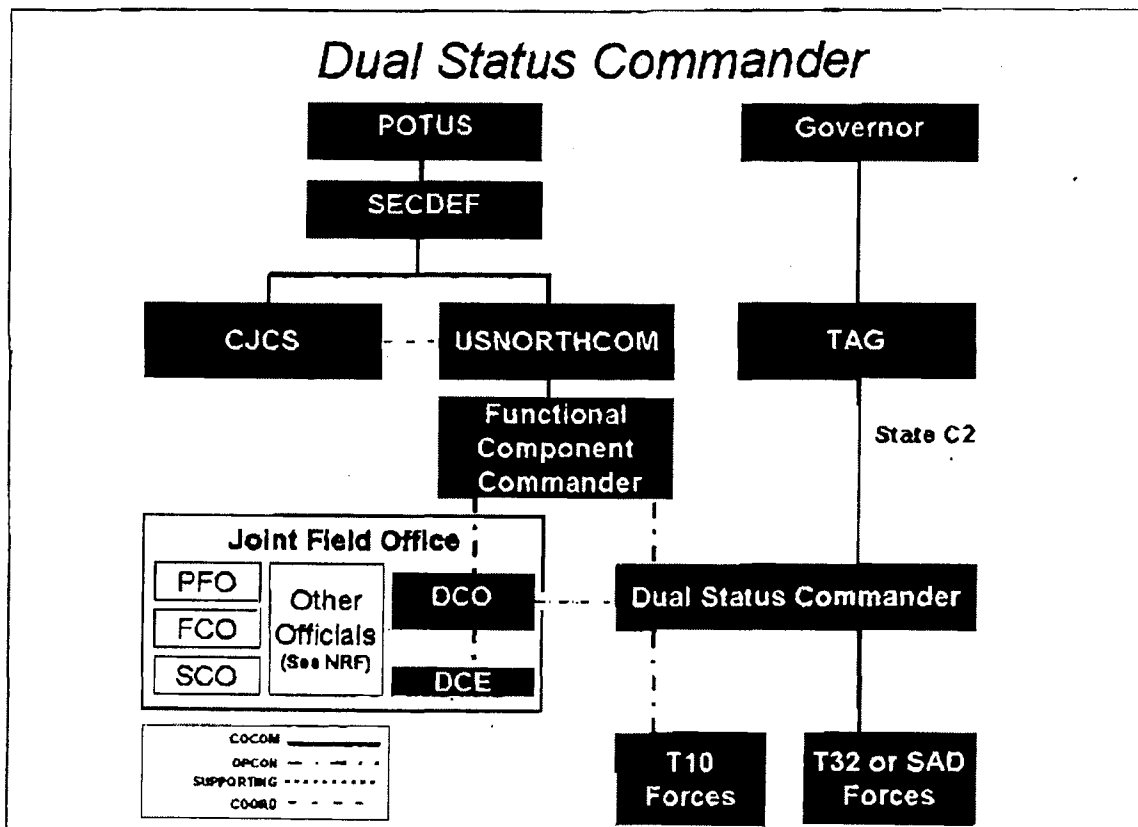 Dual Status Commander
POTUS
Governor
SECDEF
CJCS
USNORTHCOM
TAG
Functional
Component
Commander
State C2
Joint Field Office
PFO
FCO
SCO
Other
Officials
(See NRF)
DCO
DCE
Dual Status Commander
COCOM
OPCON
SUPPORTING
COORD
T10
Forces
T32 or SAD
Forces